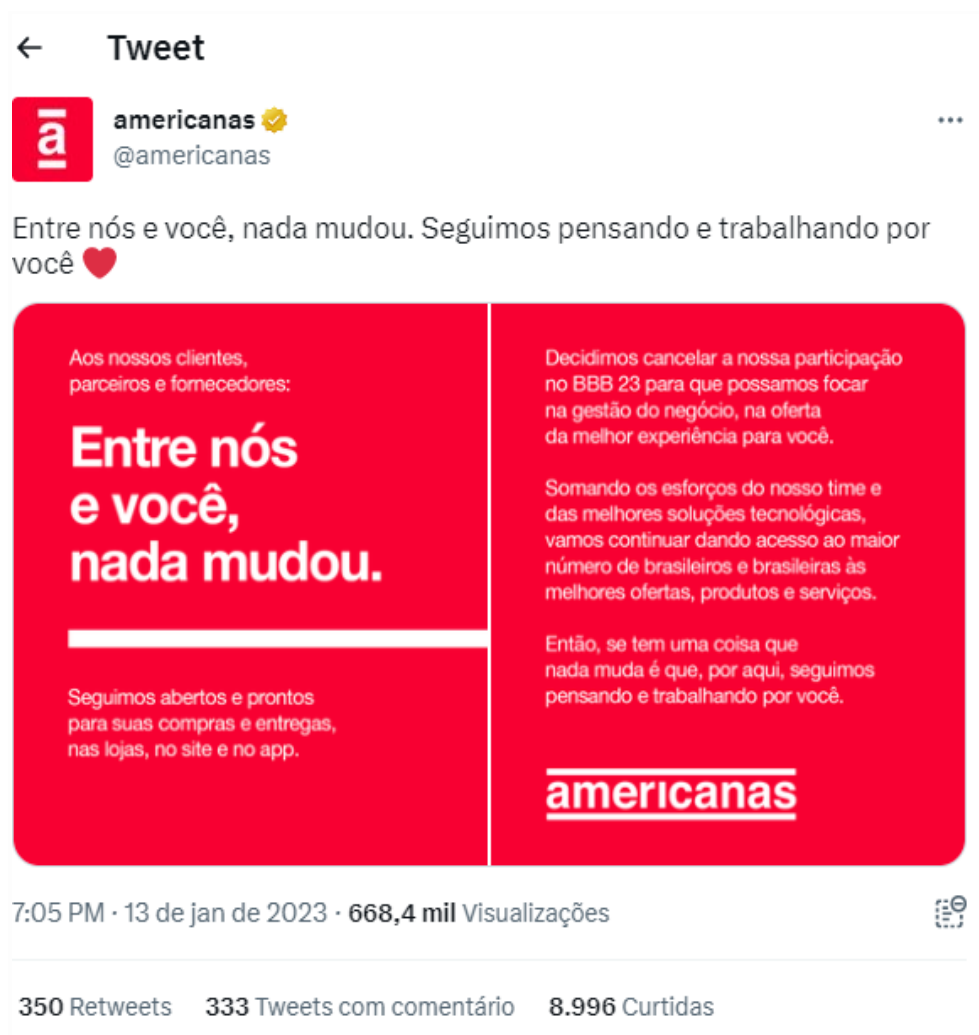 Tweet
americanas
@americanas
Entre nós e você, nada mudou. Seguimos pensando e trabalhando por
você
Aos nossos clientes,
parceiros e fornecedores:
Entre nós
e você,
nada mudou.
Seguimos abertos e prontos
para suas compras e entregas,
nas lojas, no site e no app.
Decidimos cancelar a nossa participação
no BBB 23 para que possamos focar
na gestão do negócio, na oferta
da melhor experiência para você.
Somando os esforços do nosso time e
das melhores soluções tecnológicas,
vamos continuar dando acesso ao maior
número de brasileiros e brasileiras às
melhores ofertas, produtos e serviços.
Então, se tem uma coisa que
nada muda é que, por aqui, seguimos
pensando e trabalhando por você.
americanas
7:05 PM · 13 de jan de 2023 · 668,4 mil Visualizações
350 Retweets 333 Tweets com comentário 8.996 Curtidas